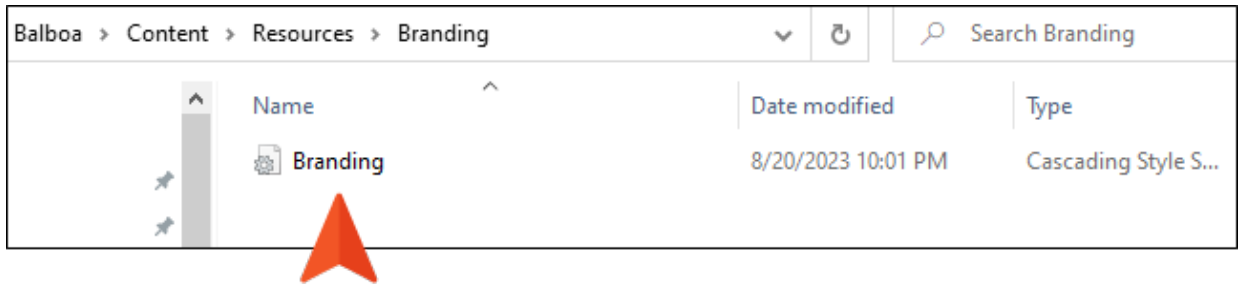 Balboa > Content > Resources > Branding Search Branding
Name Date modified Type
Branding 8/20/2023 10:01 PM Cascading Style S...